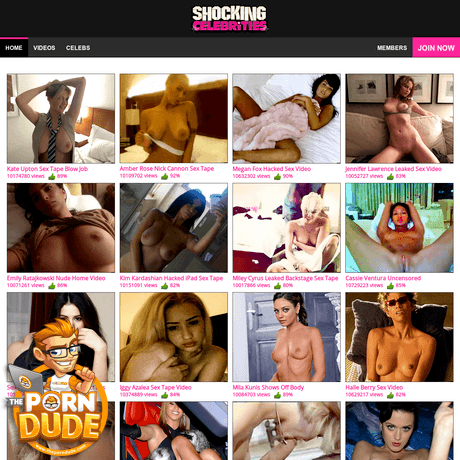 SHOCKING
CELEBRITIES
HOME VIDEOS CELEBS MEMBERS JOIN NOW
Kate Upton Sex Tape Blow Job
10174780 views 89%
Amber Rose Nick Cannon Sex Tape
10109702 views 92%
Megan Fox Hacked Sex Video
10632302 views 90%
Jennifer Lawrence Leaked Sex Video
10052727 views 83%
Emily Ratajkowski Nude Home Video
10071261 views 86%
Kim Kardashian Hacked iPad Sex Tape
10151091 views 82%
Miley Cyrus Leaked Backstage Sex Tape
10017866 views 80%
Cassie Ventura Uncensored
10723223 views 85%
Iggy Azalea Sex Tape Video
10374889 views 84%
Mila Kunis Shows Off Body
10084703 views 89%
Halle Berry Sex Video
10629217 views 82%
THE
PORN
DUDE